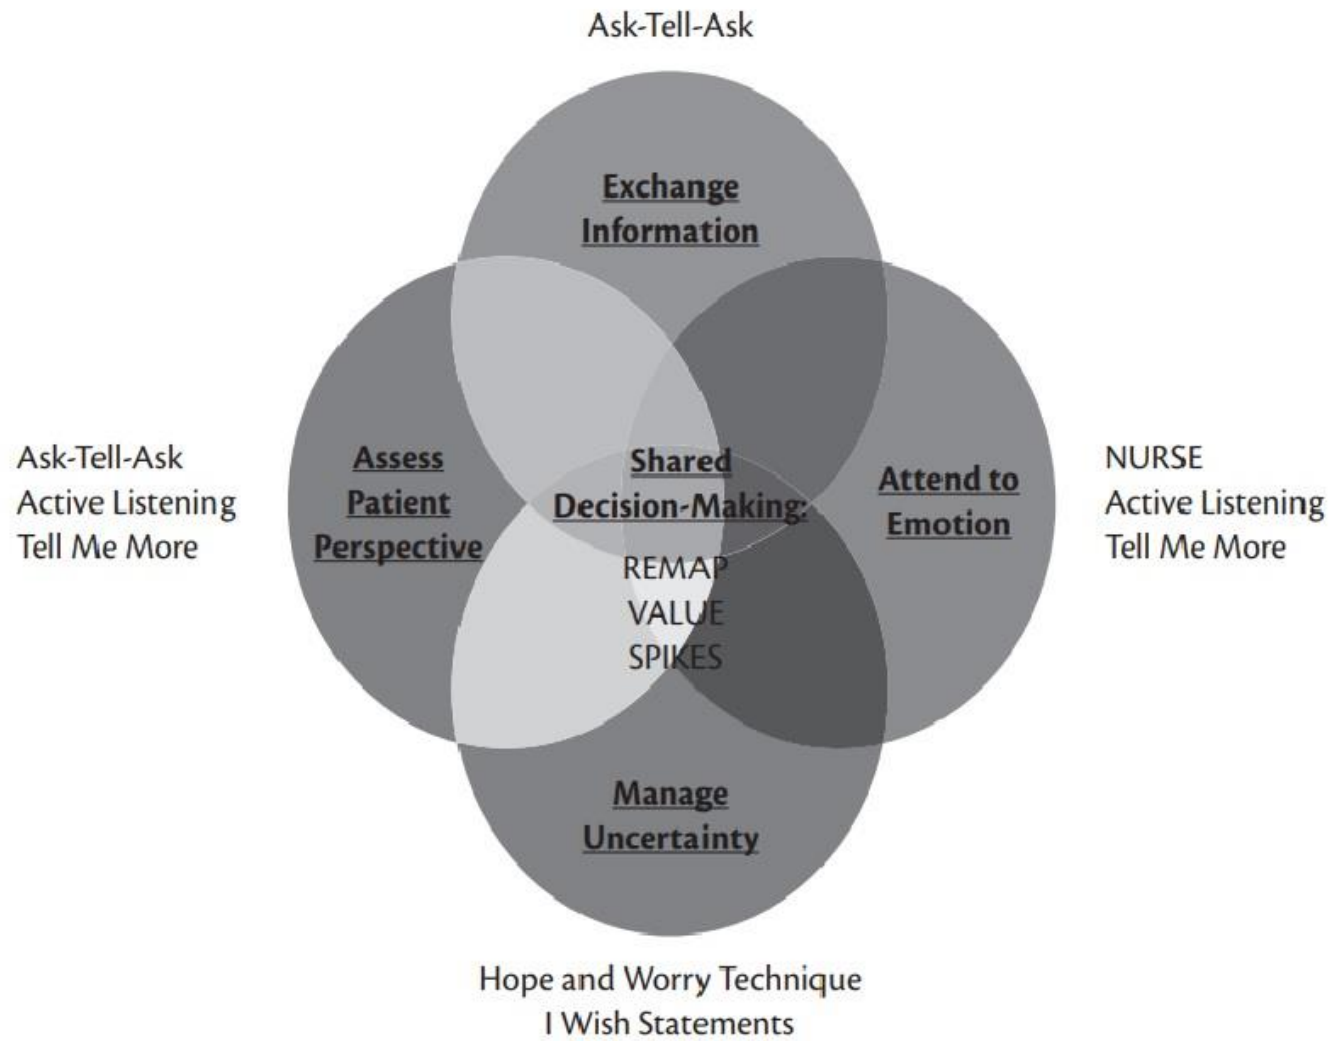 Ask-Tell-Ask
Exchange
Information
Ask-Tell-Ask
Active Listening
Tell Me More
Assess
Patient
Perspective
Shared
Decision-Making:
REMAP
VALUE
SPIKES
Attend to
Emotion
NURSE
Active Listening
Tell Me More
Manage
Uncertainty
Hope and Worry Technique
I Wish Statements